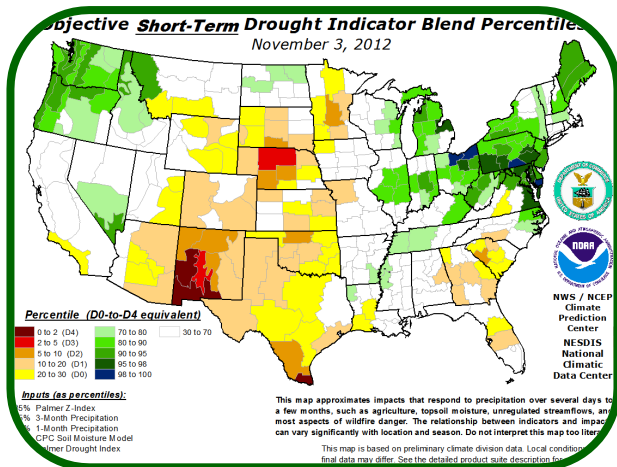 Objective Short-Term Drought Indicator Blend Percentiles
November 3, 2012
NOAA
NWS / NCEP
Climate
Prediction
Center
NESDIS
National
Climatic
Data Center
Percentile (D0-to-D4 equivalent)
0 to 2 (D4)
2 to 5 (D3)
5 to 10 (D2)
10 to 20 (D1)
20 to 30 (D0)
70 to 80
80 to 90
90 to 95
95 to 98
98 to 100
30 to 70
Inputs (as percentiles):
5% Palmer Z-Index
% 3-Month Precipitation
% 1-Month Precipitation
CPC Soil Moisture Model
almer Drought Index
This map approximates impacts that respond to precipitation over several days to
a few months, such as agriculture, topsoil moisture, unregulated streamflows, and
most aspects of wildfire danger. The relationship between indicators and impac
can vary significantly with location and season. Do not interpret this map too litera
This map is based on preliminary climate division data. Local condition
final data may differ. See the detailed product suite description for